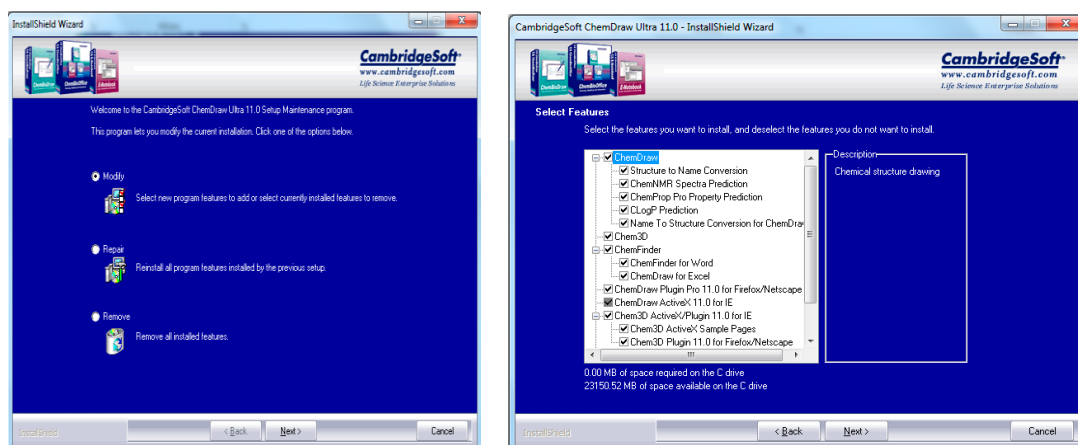 InstallShield Wizard
CambridgeSoft
www.cambridgesoft.com
Life Science Enterprise Solutions
ChemDraw
ChemBioOffice
E-Notebook
Welcome to the CambridgeSoft ChemDraw Ultra 11.0 Setup Maintenance program.
This program lets you modify the current installation. Click one of the options below.
Modify
Select new program features to add or select currently installed features to remove.
Repair
Reinstall all program features installed by the previous setup.
Remove
Remove all installed features.
InstallShield
< Back
Next >
Cancel
CambridgeSoft ChemDraw Ultra 11.0 - InstallShield Wizard
CambridgeSoft
www.cambridgesoft.com
Life Science Enterprise Solutions
ChemDraw
ChemBioOffice
E-Notebook
Select Features
Select the features you want to install, and deselect the features you do not want to install.
ChemDraw
Structure to Name Conversion
ChemNMR Spectra Prediction
ChemProp Pro Property Prediction
CLogP Prediction
Name To Structure Conversion for ChemDra
Chem3D
ChemFinder
ChemFinder for Word
ChemDraw for Excel
ChemDraw Plugin Pro 11.0 for Firefox/Netscape
ChemDraw ActiveX 11.0 for IE
Chem3D ActiveX/Plugin 11.0 for IE
Chem3D ActiveX Sample Pages
Chem3D Plugin 11.0 for Firefox/Netscape
Description
Chemical structure drawing
0.00 MB of space required on the C drive
23150.52 MB of space available on the C drive
InstallShield
< Back
Next >
Cancel